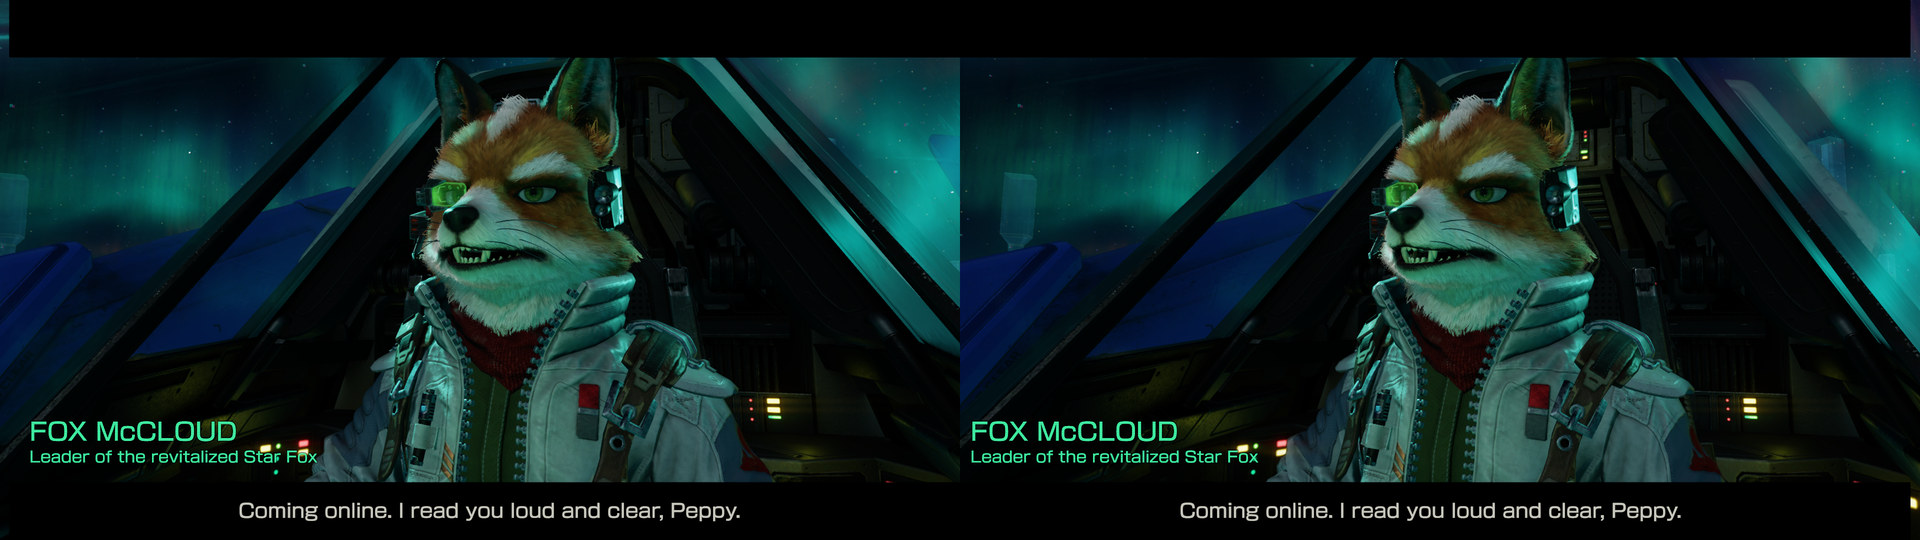 FOX McCLOUD
Leader of the revitalized Star Fox
Coming online. I read you loud and clear, Peppy.
FOX McCLOUD
Leader of the revitalized Star Fox
Coming online. I read you loud and clear, Peppy.